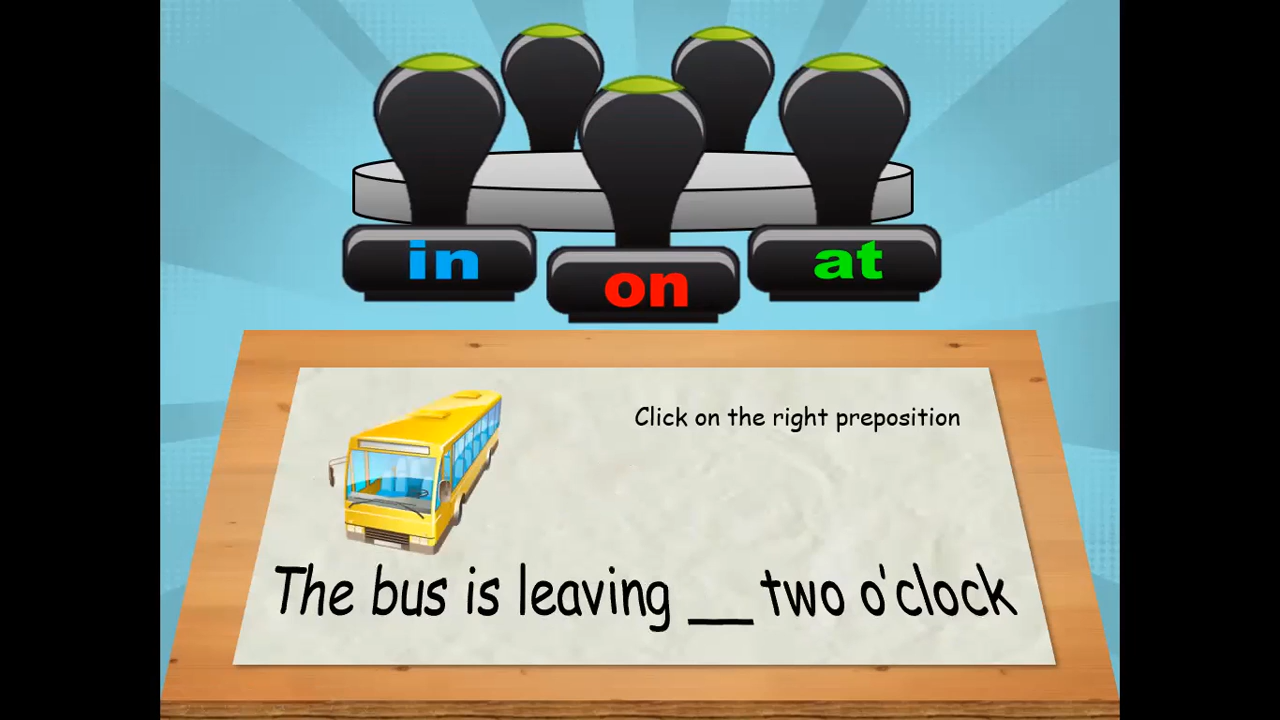 in
on
at
Click on the right preposition
The bus is leaving __ two o'clock